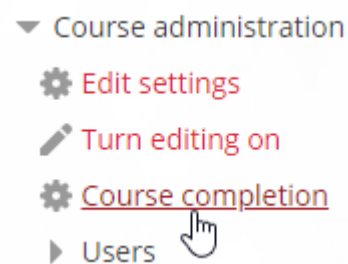 Course administration
Edit settings
Turn editing on
Course completion
Users